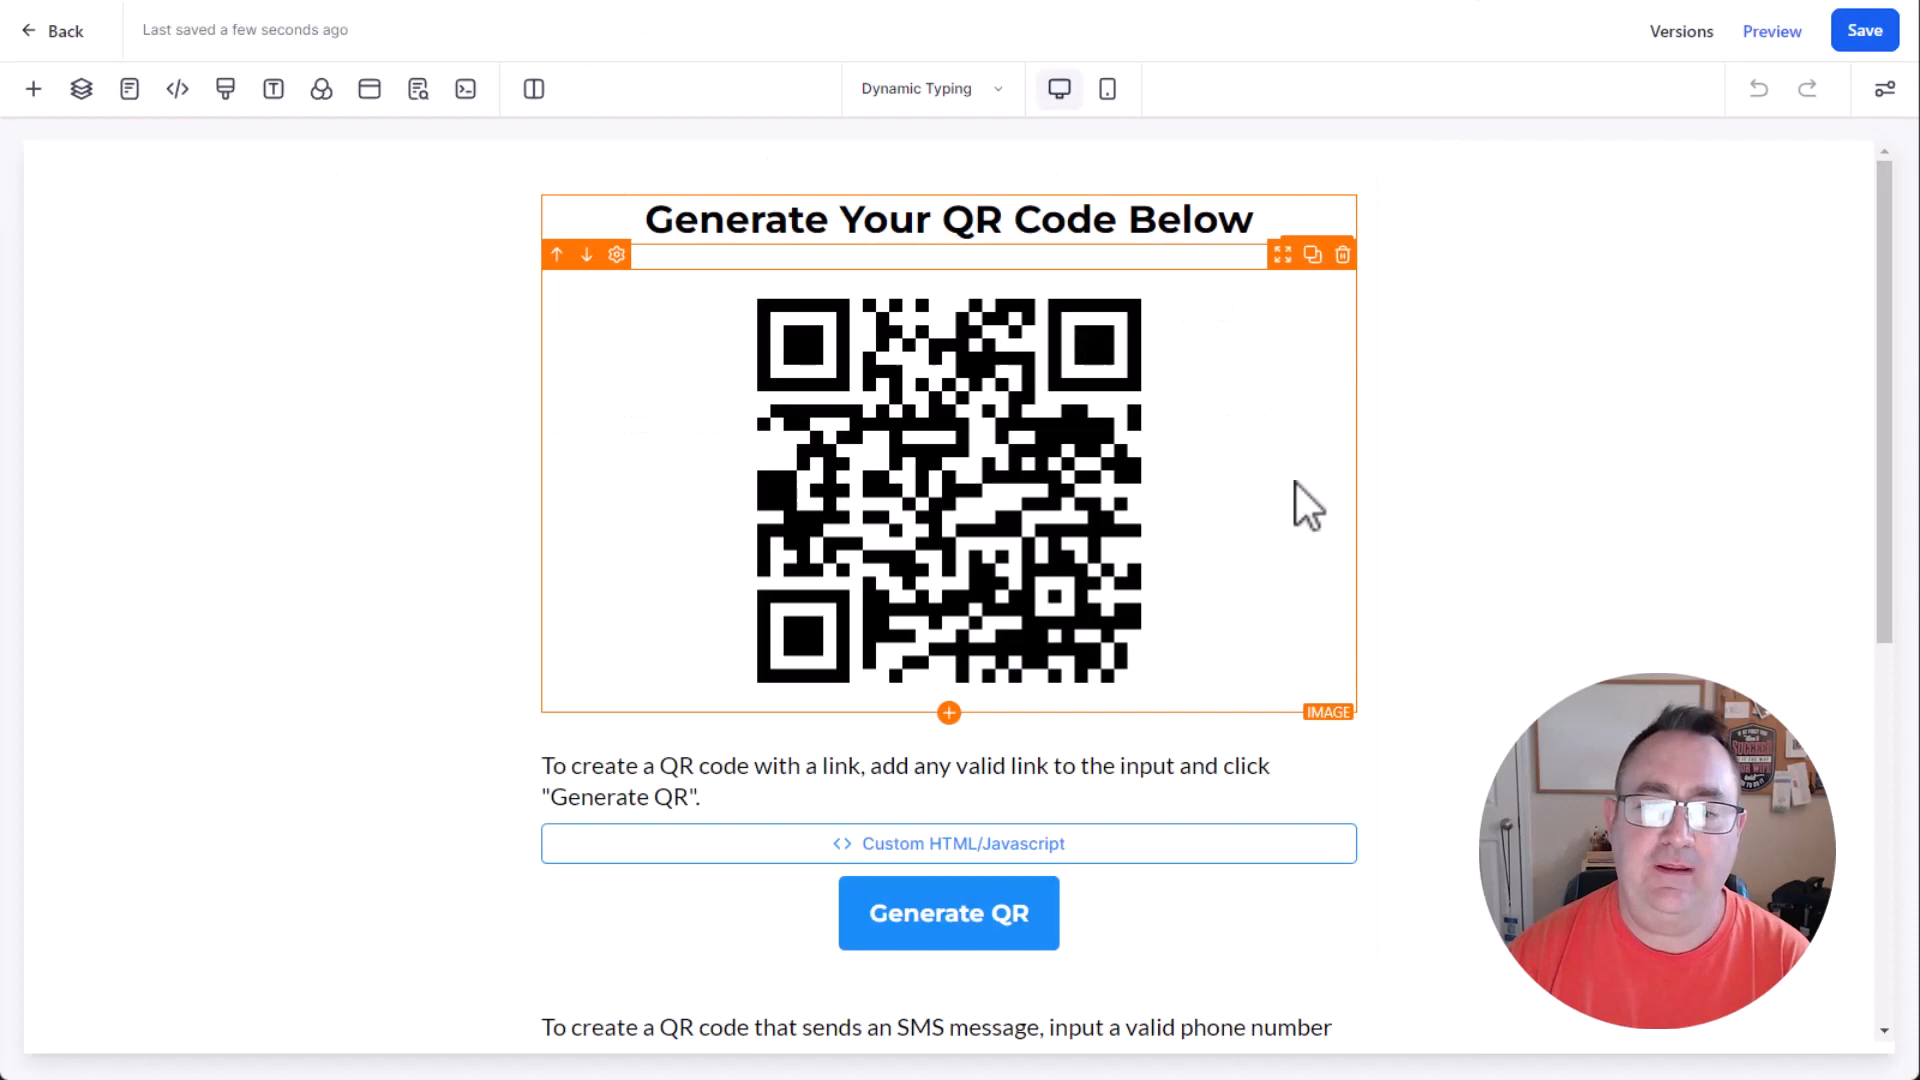 Back
Last saved a few seconds ago
Versions
Preview
Save
Dynamic Typing
Generate Your QR Code Below
IMAGE
To create a QR code with a link, add any valid link to the input and click
"Generate QR".
Custom HTML/Javascript
Generate QR
To create a QR code that sends an SMS message, input a valid phone number
SUCCESS